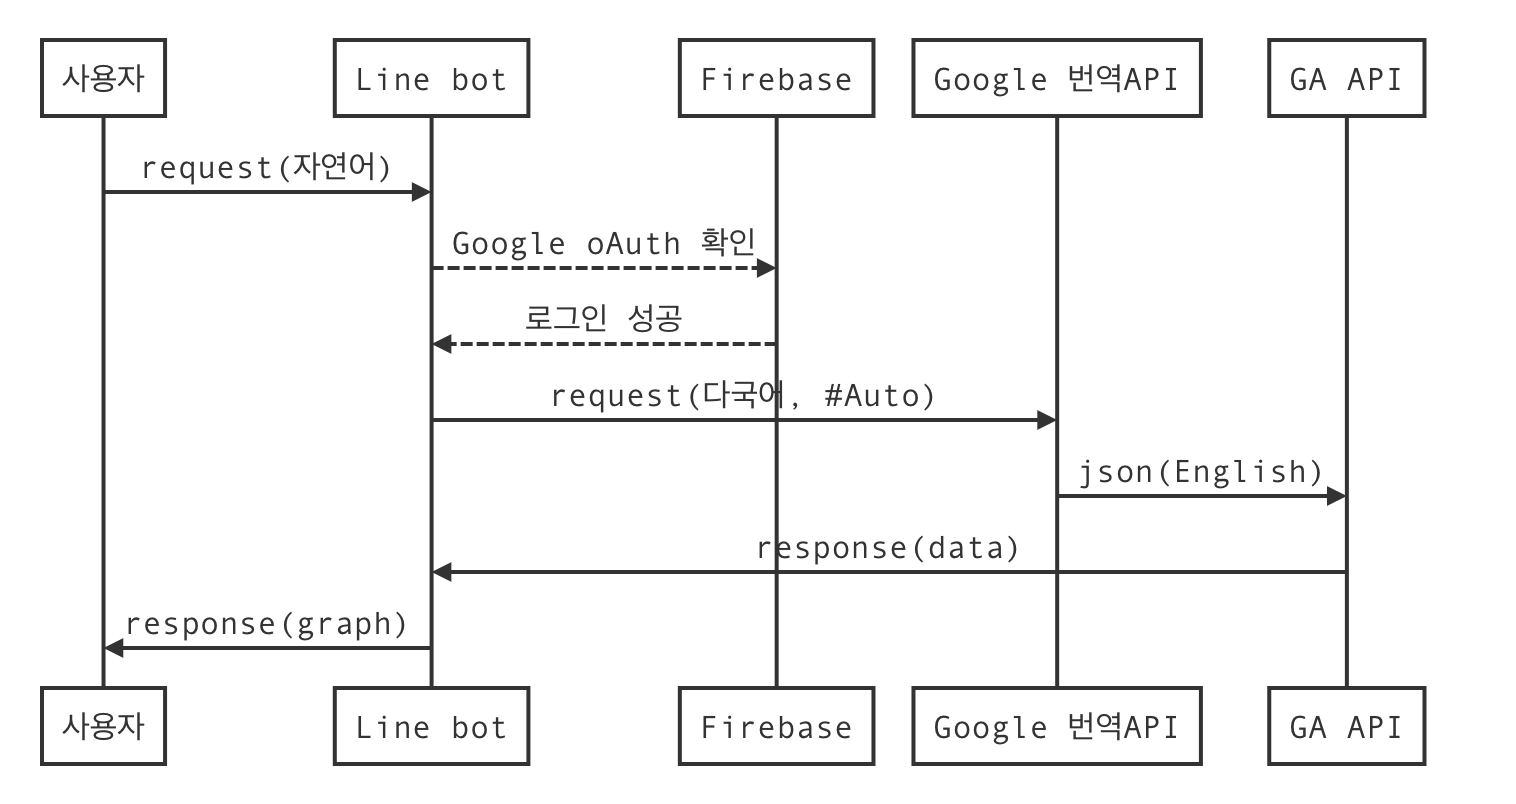 사용자
Line bot
Firebase
Google 번역API
GA API
request(자연어)
Google oAuth 확인
로그인 성공
request(다국어, #Auto)
json(English)
response(data)
response(graph)
사용자
Line bot
Firebase
Google 번역API
GA API